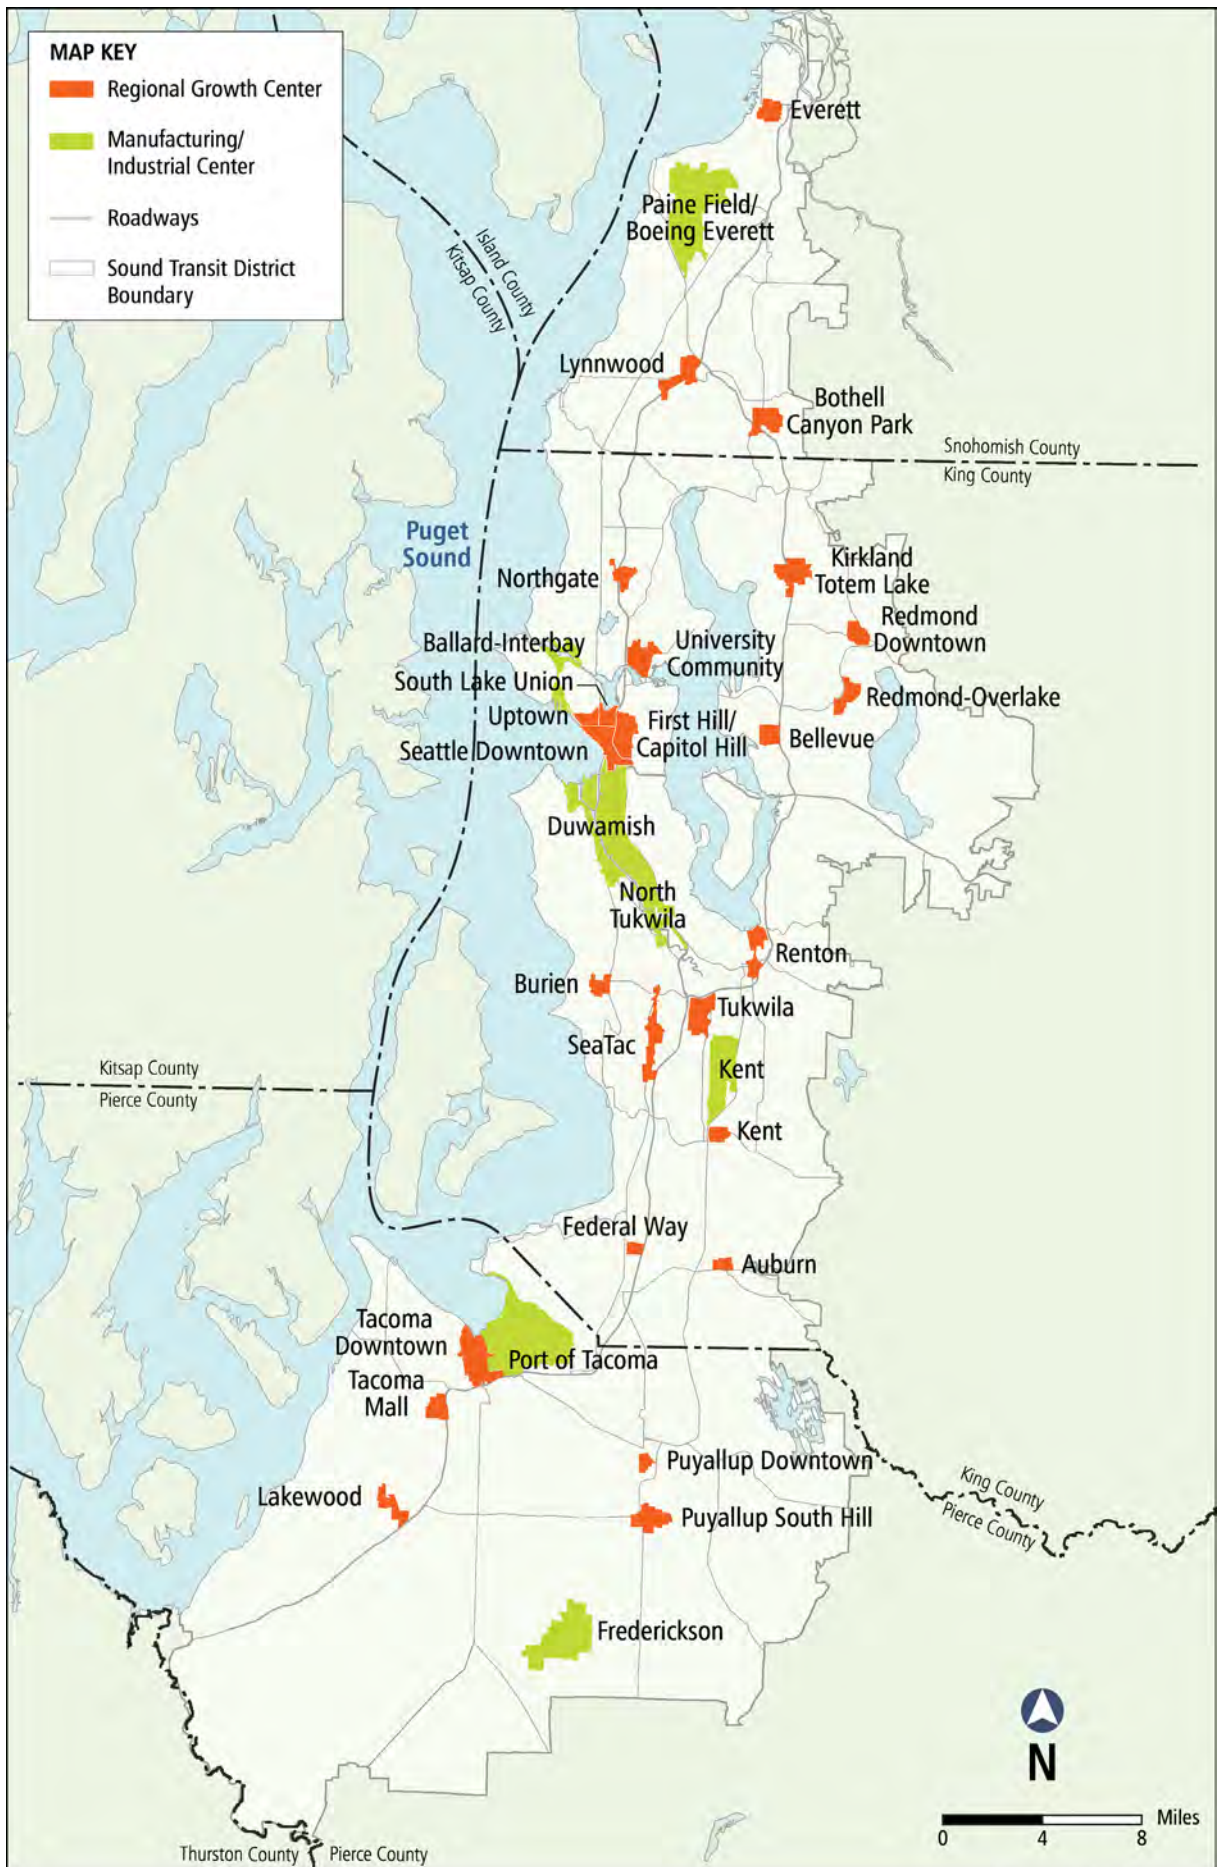 MAP KEY
Regional Growth Center
Manufacturing/
Industrial Center
Roadways
Sound Transit District
Boundary
Everett
Paine Field/
Boeing Everett
Island County
Kitsap County
Lynnwood
Bothell
Canyon Park
Snohomish County
King County
Puget
Sound
Northgate
Kirkland
Totem Lake
Redmond
Downtown
Ballard-Interbay
University
Community
South Lake Union
Redmond-Overlake
Uptown
First Hill/
Capitol Hill
Seattle Downtown
Bellevue
Duwamish
North
Tukwila
Renton
Burien
Tukwila
SeaTac
Kent
Kitsap County
Pierce County
Kent
Federal Way
Auburn
Tacoma
Downtown
Port of Tacoma
Tacoma
Mall
Puyallup Downtown
Lakewood
King County
Pierce County
Puyallup South Hill
Frederickson
N
Miles
0 4 8
Thurston County Pierce County